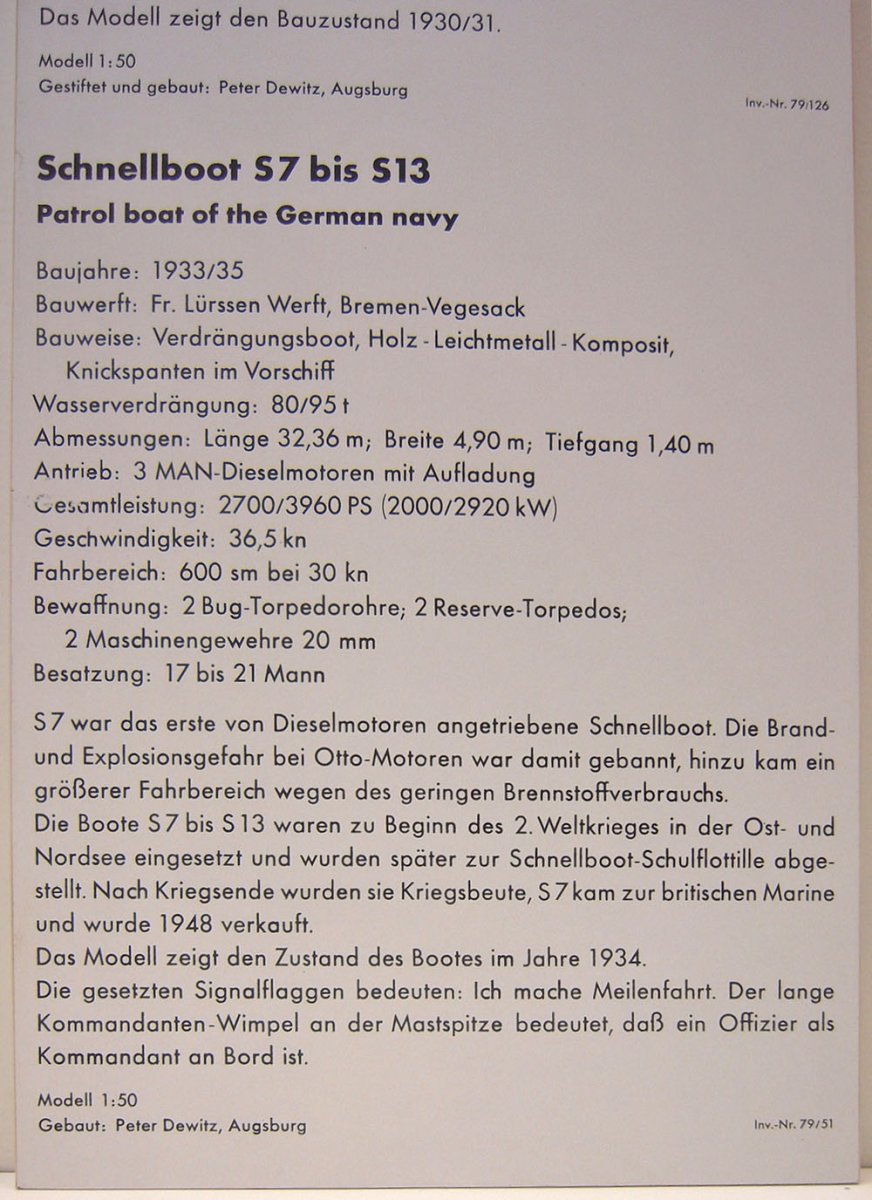 Das Modell zeigt den Bauzustand 1930/31.
Modell 1:50
Gestiftet und gebaut: Peter Dewitz, Augsburg
Inv.-Nr. 79/126
Schnellboot S7 bis S13
Patrol boat of the German navy
Baujahre: 1933/35
Bauwerft: Fr. Lürssen Werft, Bremen-Vegesack
Bauweise: Verdrängungsboot, Holz-Leichtmetall-Komposit,
Knickspanten im Vorschiff
Wasserverdrängung: 80/95 t
Abmessungen: Länge 32,36 m; Breite 4,90 m; Tiefgang 1,40 m
Antrieb: 3 MAN-Dieselmotoren mit Aufladung
Gesamtleistung: 2700/3960 PS (2000/2920 kW)
Geschwindigkeit: 36,5 kn
Fahrbereich: 600 sm bei 30 kn
Bewaffnung: 2 Bug-Torpedorohre; 2 Reserve-Torpedos;
2 Maschinengewehre 20 mm
Besatzung: 17 bis 21 Mann
S7 war das erste von Dieselmotoren angetriebene Schnellboot. Die Brand-
und Explosionsgefahr bei Otto-Motoren war damit gebannt, hinzu kam ein
größerer Fahrbereich wegen des geringen Brennstoffverbrauchs.
Die Boote S7 bis S13 waren zu Beginn des 2. Weltkrieges in der Ost- und
Nordsee eingesetzt und wurden später zur Schnellboot-Schulflottille abge-
stellt. Nach Kriegsende wurden sie Kriegsbeute, S7 kam zur britischen Marine
und wurde 1948 verkauft.
Das Modell zeigt den Zustand des Bootes im Jahre 1934.
Die gesetzten Signalflaggen bedeuten: Ich mache Meilenfahrt. Der lange
Kommandanten-Wimpel an der Mastspitze bedeutet, daß ein Offizier als
Kommandant an Bord ist.
Modell 1:50
Gebaut: Peter Dewitz, Augsburg
Inv.-Nr. 79/51